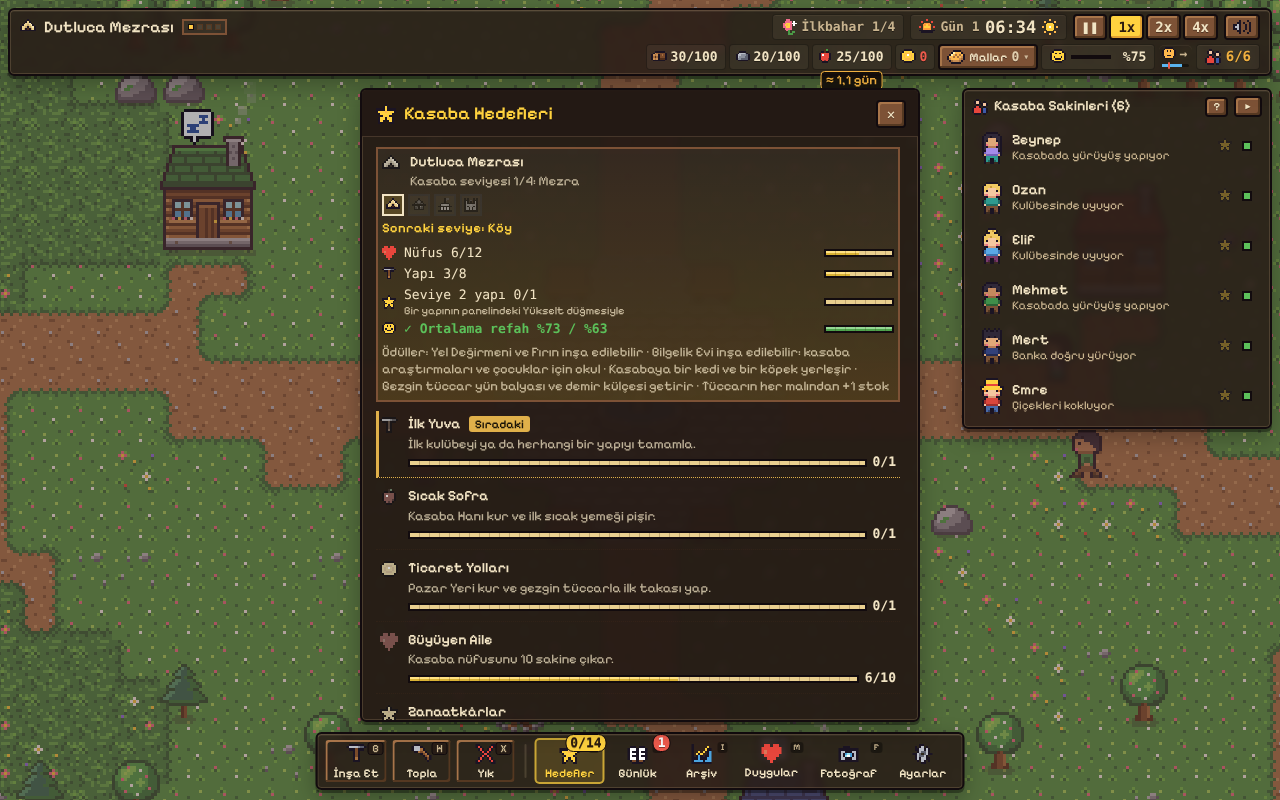 Dutluca Mezrası
İlkbahar 1/4
Gün 1 06:34
1x
2x
4x
30/100
20/100
25/100
0
Mallar 0
%75
6/6
≈ 1.1 gün
Kasaba Hedefleri
×
Dutluca Mezrası
Kasaba seviyesi 1/4: Mezra
Sonraki seviye: Köy
Nüfus 6/12
Yapı 3/8
Seviye 2 yapı 0/1
Bir yapının panelindeki Yükselt düğmesiyle
✓ Ortalama refah %73 / %63
Ödüller: Yel Değirmeni ve Fırın inşa edilebilir · Bilgelik Evi inşa edilebilir: kasaba
araştırmaları ve çocuklar için okul · Kasabaya bir kedi ve bir köpek yerleşir ·
Gezgin tüccar yün balyası ve demir külçesi getirir · Tüccarın her malından +1 stok
İlk Yuva Sıradaki
İlk kulübeyi ya da herhangi bir yapıyı tamamla.
0/1
Sıcak Sofra
Kasaba Hanı kur ve ilk sıcak yemeği pişir.
0/1
Ticaret Yolları
Pazar Yeri kur ve gezgin tüccarla ilk takası yap.
0/1
Büyüyen Aile
Kasaba nüfusunu 10 sakine çıkar.
6/10
Zanaatkârlar
Kasaba Sakinleri (6)
?
Zeynep
Kasabada yürüyüş yapıyor
Ozan
Kulübesinde uyuyor
Elif
Kulübesinde uyuyor
Mehmet
Kasabada yürüyüş yapıyor
Mert
Banka doğru yürüyor
Emre
Çiçekleri kokluyor
İnşa Et B
Topla H
Yık X
Hedefler 0/14
Günlük 1
Arşiv I
Duygular M
Fotoğraf F
Ayarlar